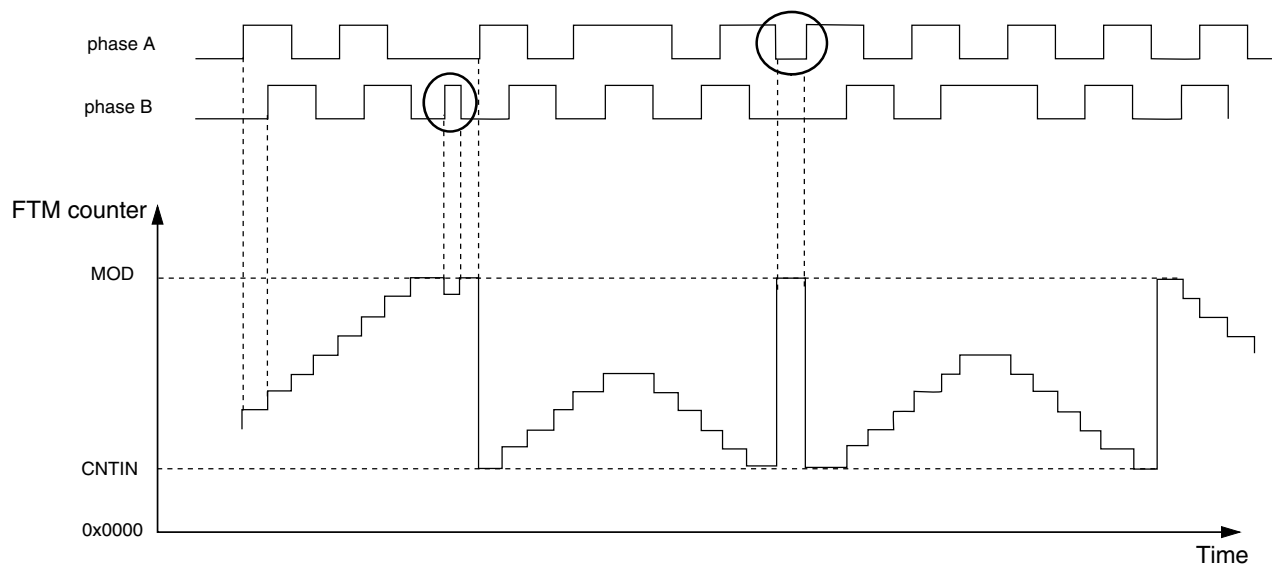 phase A
phase B
FTM counter
MOD
CNTIN
0x0000
Time